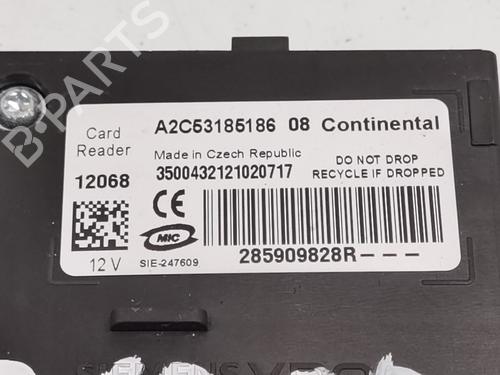 Card Reader
A2C53185186 08 Continental
Made in Czech Republic
12068
3500432121020717
DO NOT DROP
RECYCLE IF DROPPED
CE
MIC
12 V
SIE-247609
285909828R---
B-PARTS